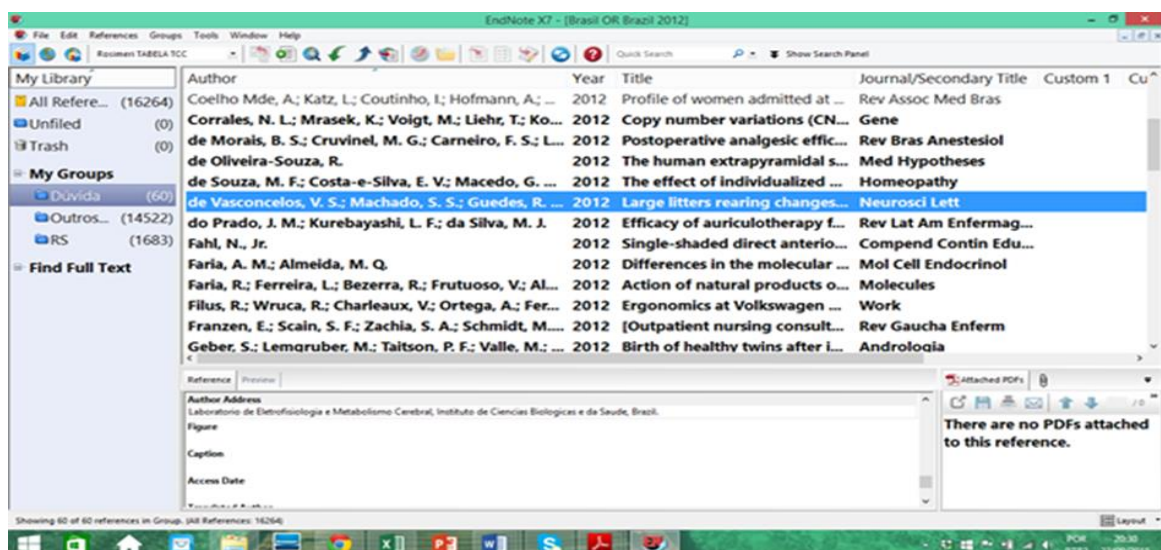 EndNote X7 - [Brasil OR Brazil 2012]
File Edit References Groups Tools Window Help
Rocimeri TABELA TCC Quick Search Show Search Panel
My Library
All Refere... (16264)
Unfiled (0)
Trash (0)
My Groups
Dúvida (60)
Outros... (14522)
RS (1683)
Find Full Text
Author Year Title Journal/Secondary Title Custom 1 Cu
Coelho Mde, A.; Katz, L.; Coutinho, I.; Hofmann, A.; ... 2012 Profile of women admitted at ... Rev Assoc Med Bras
Corrales, N. L.; Mrasek, K.; Voigt, M.; Liehr, T.; Ko... 2012 Copy number variations (CN... Gene
de Morais, B. S.; Cruvinel, M. G.; Carneiro, F. S.; L... 2012 Postoperative analgesic effic... Rev Bras Anestesiol
de Oliveira-Souza, R. 2012 The human extrapyramidal s... Med Hypotheses
de Souza, M. F.; Costa-e-Silva, E. V.; Macedo, G. ... 2012 The effect of individualized ... Homeopathy
de Vasconcelos, V. S.; Machado, S. S.; Guedes, R. ... 2012 Large litters rearing changes... Neurosci Lett
do Prado, J. M.; Kurebayashi, L. F.; da Silva, M. J. 2012 Efficacy of auriculotherapy f... Rev Lat Am Enfermag...
Fahl, N., Jr. 2012 Single-shaded direct anterio... Compend Contin Edu...
Faria, A. M.; Almeida, M. Q. 2012 Differences in the molecular ... Mol Cell Endocrinol
Faria, R.; Ferreira, L.; Bezerra, R.; Frutuoso, V.; Al... 2012 Action of natural products o... Molecules
Filus, R.; Wruca, R.; Charleaux, V.; Ortega, A.; Fer... 2012 Ergonomics at Volkswagen ... Work
Franzen, E.; Scain, S. F.; Zachia, S. A.; Schmidt, M.... 2012 [Outpatient nursing consult... Rev Gaucha Enferm
Geber, S.; Lemgruber, M.; Taitson, P. F.; Valle, M.; ... 2012 Birth of healthy twins after i... Andrologia
Reference Preview
Author Address
Laboratorio de Eletrofisiologia e Metabolismo Cerebral, Instituto de Ciencias Biologicas e da Saude, Brazil.
Figure
Caption
Access Date
Attached PDFs
/ 0
There are no PDFs attached
to this reference.
Showing 60 of 60 references in Group. (All References: 16264)
Layout
POR 20:30